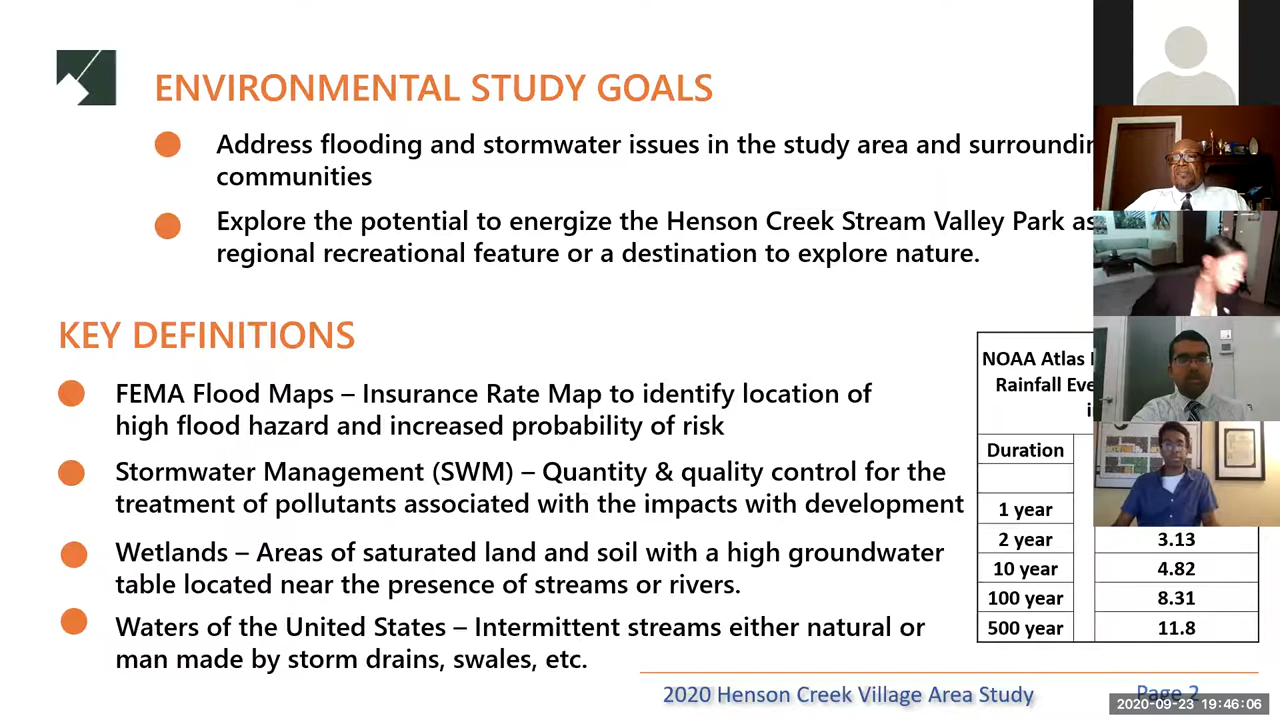 ENVIRONMENTAL STUDY GOALS
Address flooding and stormwater issues in the study area and
communities
Explore the potential to energize the Henson Creek Stream Valley Park as
regional recreational feature or a destination to explore nature.
KEY DEFINITIONS
FEMA Flood Maps – Insurance Rate Map to identify location of
high flood hazard and increased probability of risk
Stormwater Management (SWM) – Quantity & quality control for the
treatment of pollutants associated with the impacts with development
Wetlands – Areas of saturated land and soil with a high groundwater
table located near the presence of streams or rivers.
Waters of the United States – Intermittent streams either natural or
man made by storm drains, swales, etc.
NOAA Atlas
Rainfall
Duration
1 year
2 year 3.13
10 year 4.82
100 year 8.31
500 year 11.8
2020 Henson Creek Village Area Study
Page 2
2020-09-23 19:46:06